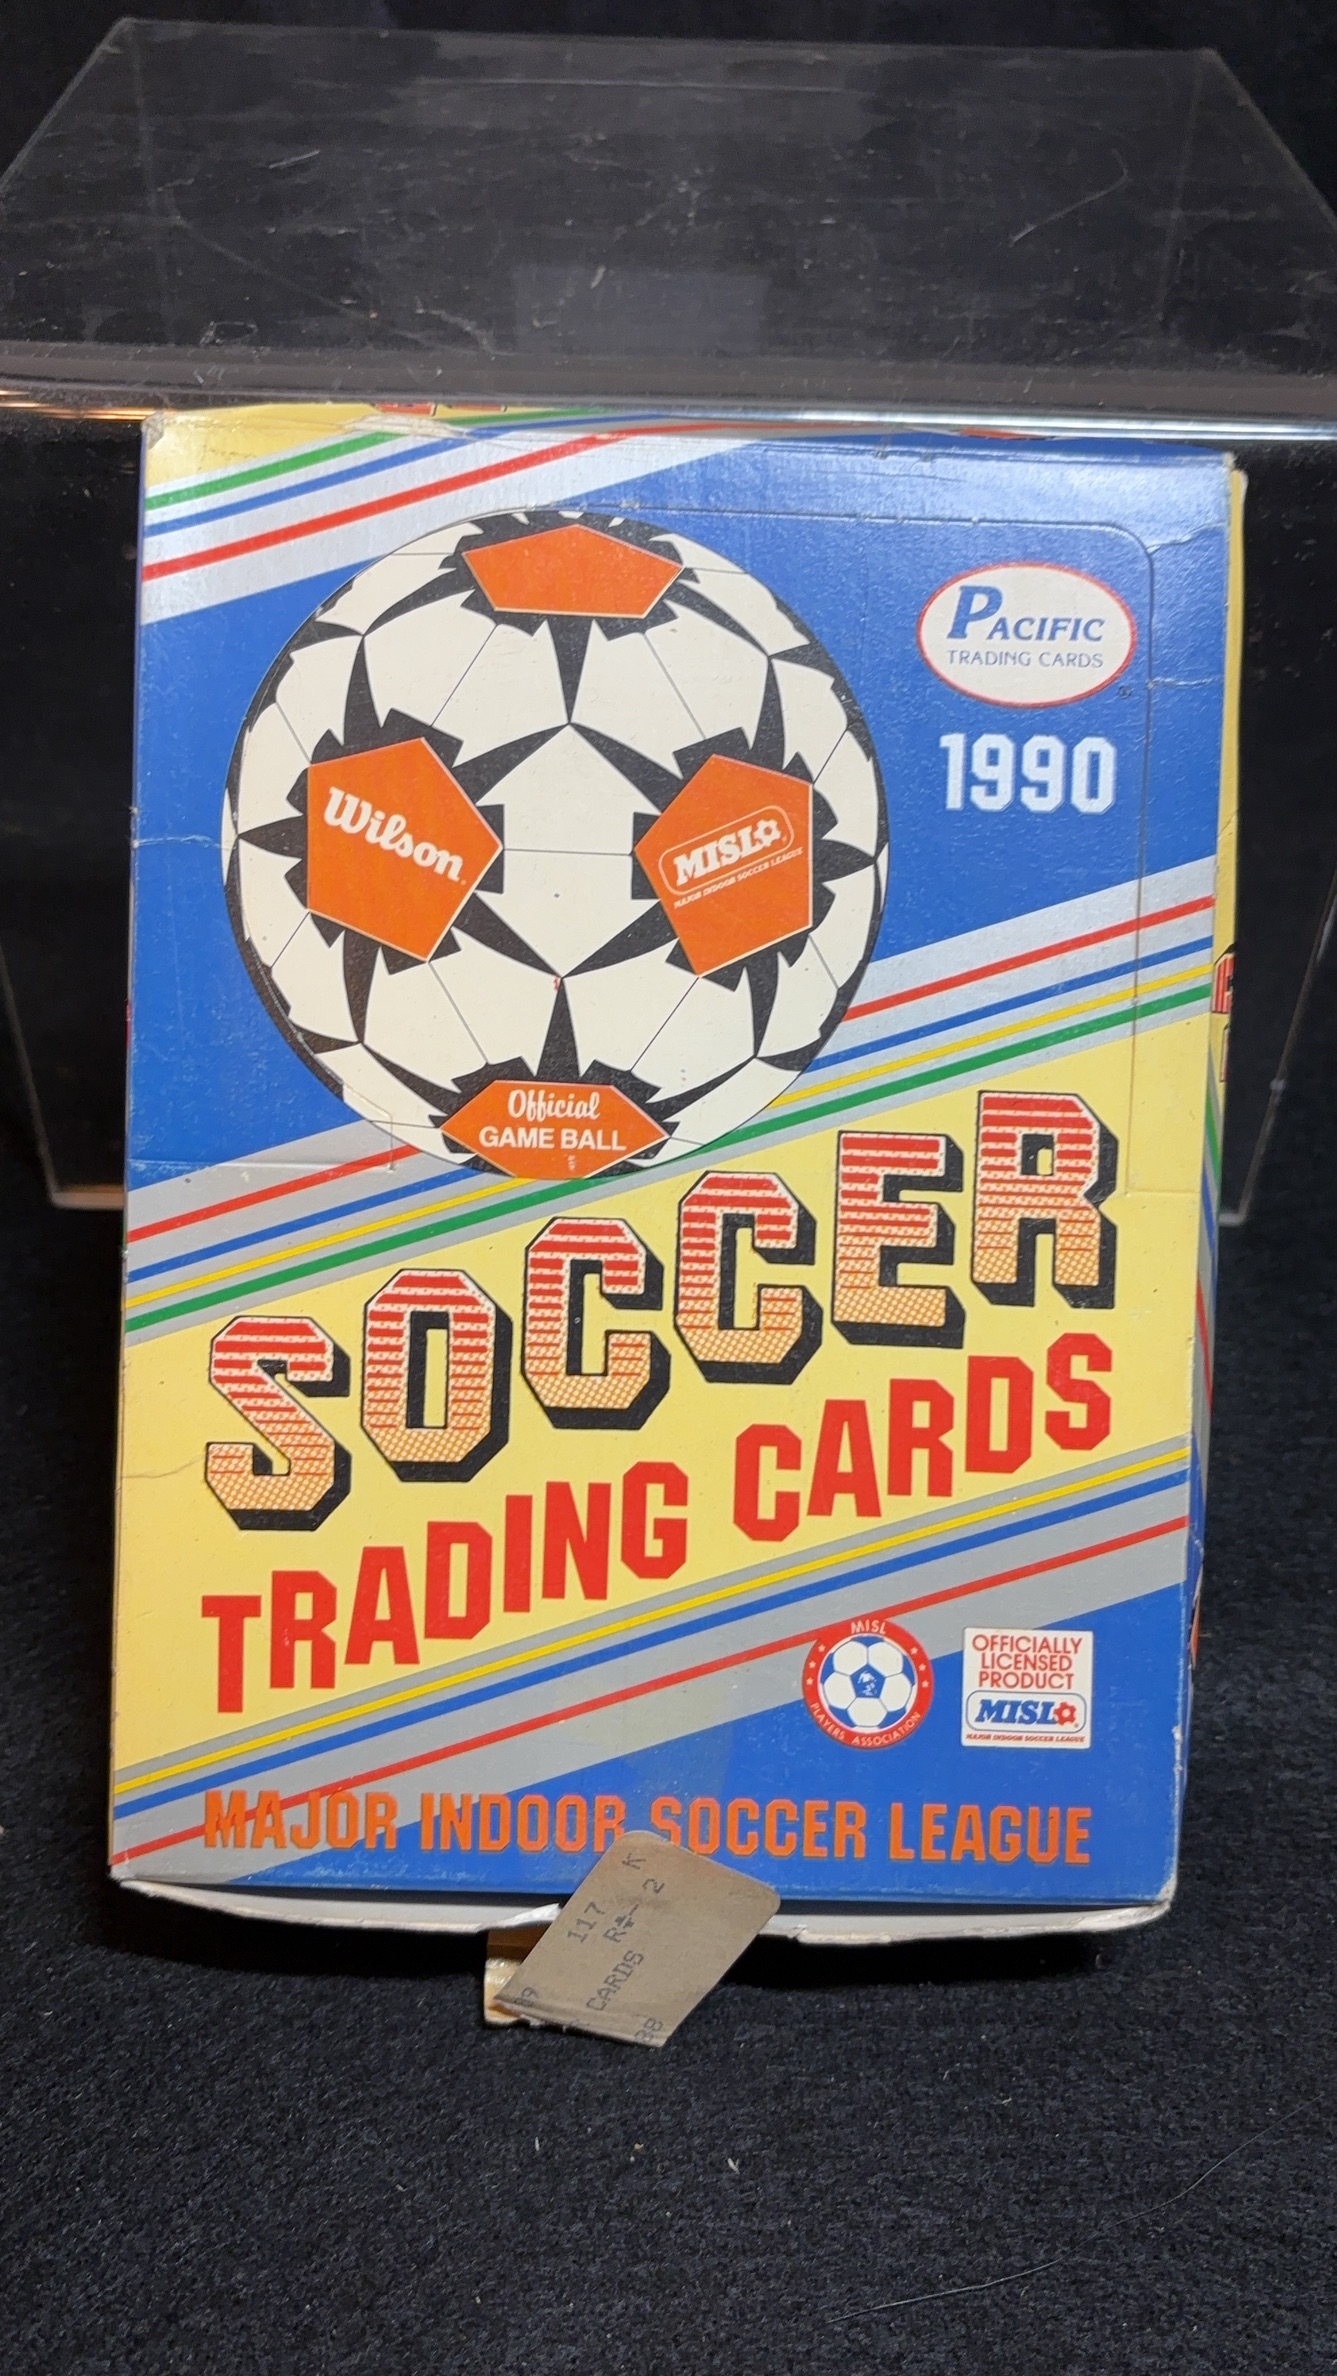 PACIFIC
TRADING CARDS
1990
Wilson
MISL
MAJOR INDOOR SOCCER LEAGUE
Official
GAME BALL
SOCCER
TRADING CARDS
MISL
PLAYERS ASSOCIATION
OFFICIALLY
LICENSED
PRODUCT
MISL
MAJOR INDOOR SOCCER LEAGUE
MAJOR INDOOR SOCCER LEAGUE
117
2 K
CARDS